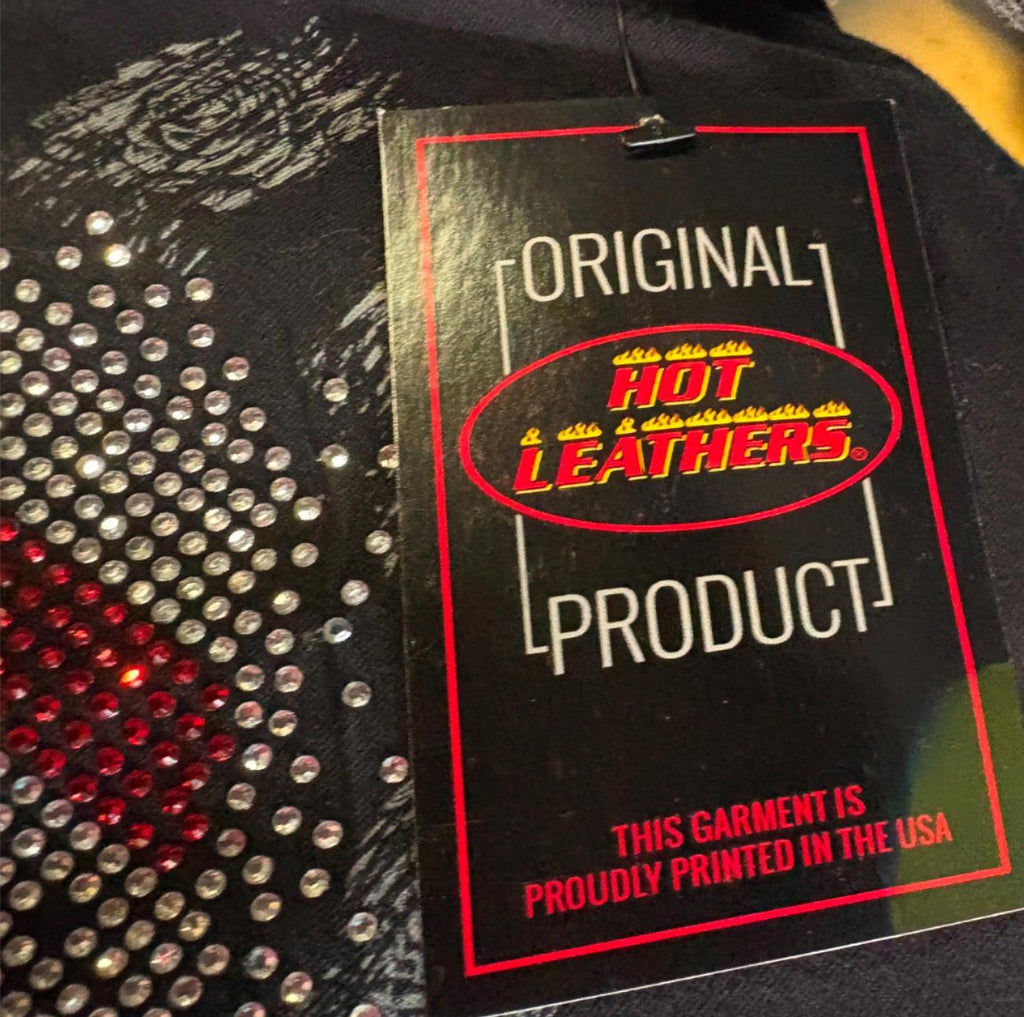 ORIGINAL
HOT
LEATHERS®
PRODUCT
THIS GARMENT IS
PROUDLY PRINTED IN THE USA